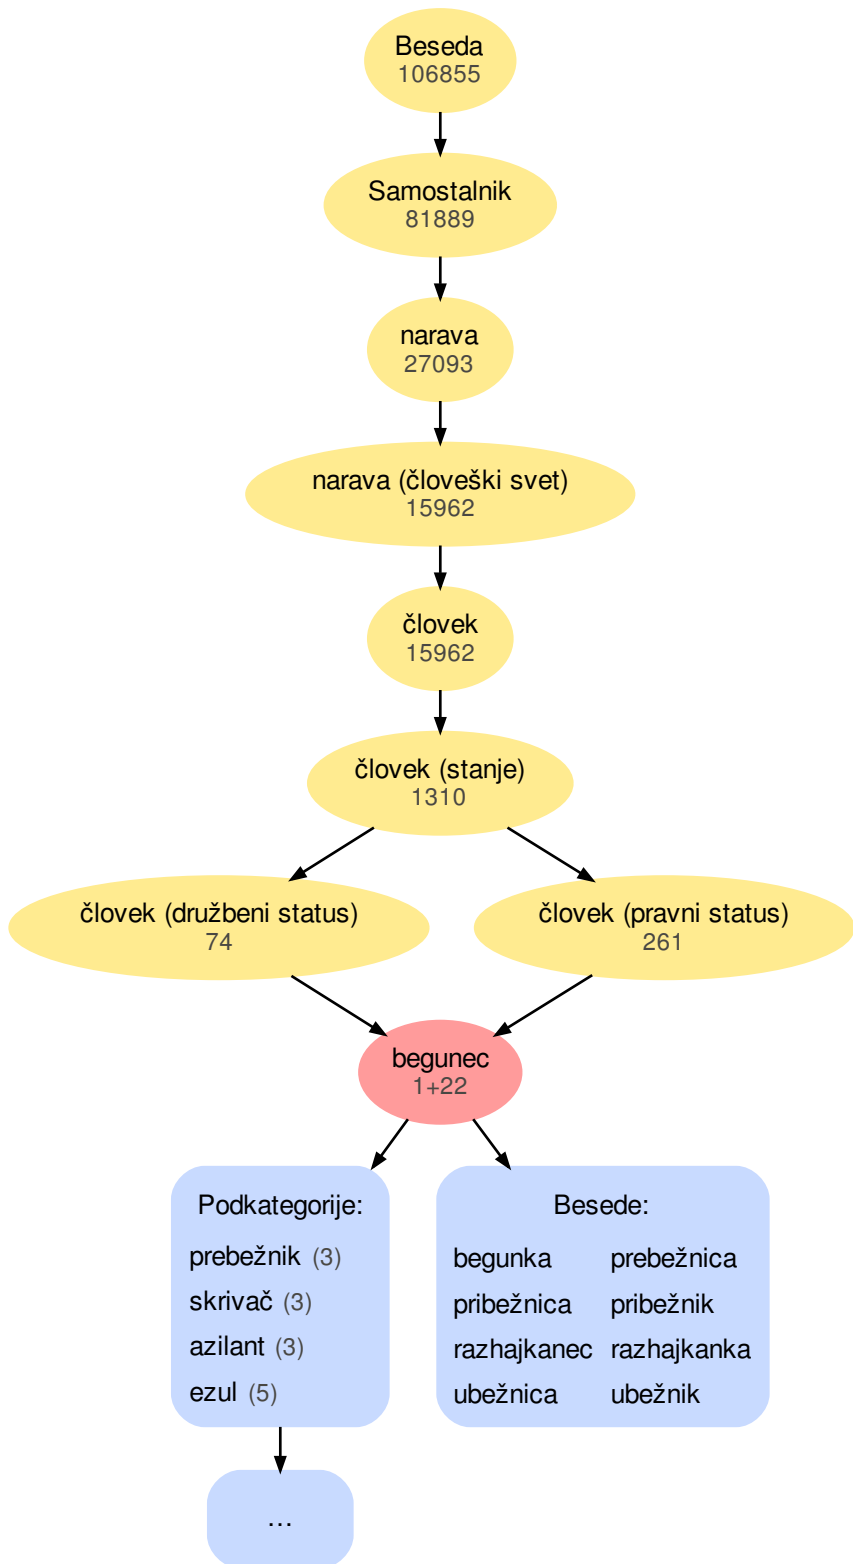 Beseda
106855
Samostalnik
81889
narava
27093
narava (človeški svet)
15962
človek
15962
človek (stanje)
1310
človek (družbeni status)
74
človek (pravni status)
261
begunec
1+22
Podkategorije:
prebežnik (3)
skrivač (3)
azilant (3)
ezul (5)
Besede:
begunka prebežnica
pribežnica pribežnik
razhajkanec razhajkanka
ubežnica ubežnik
…